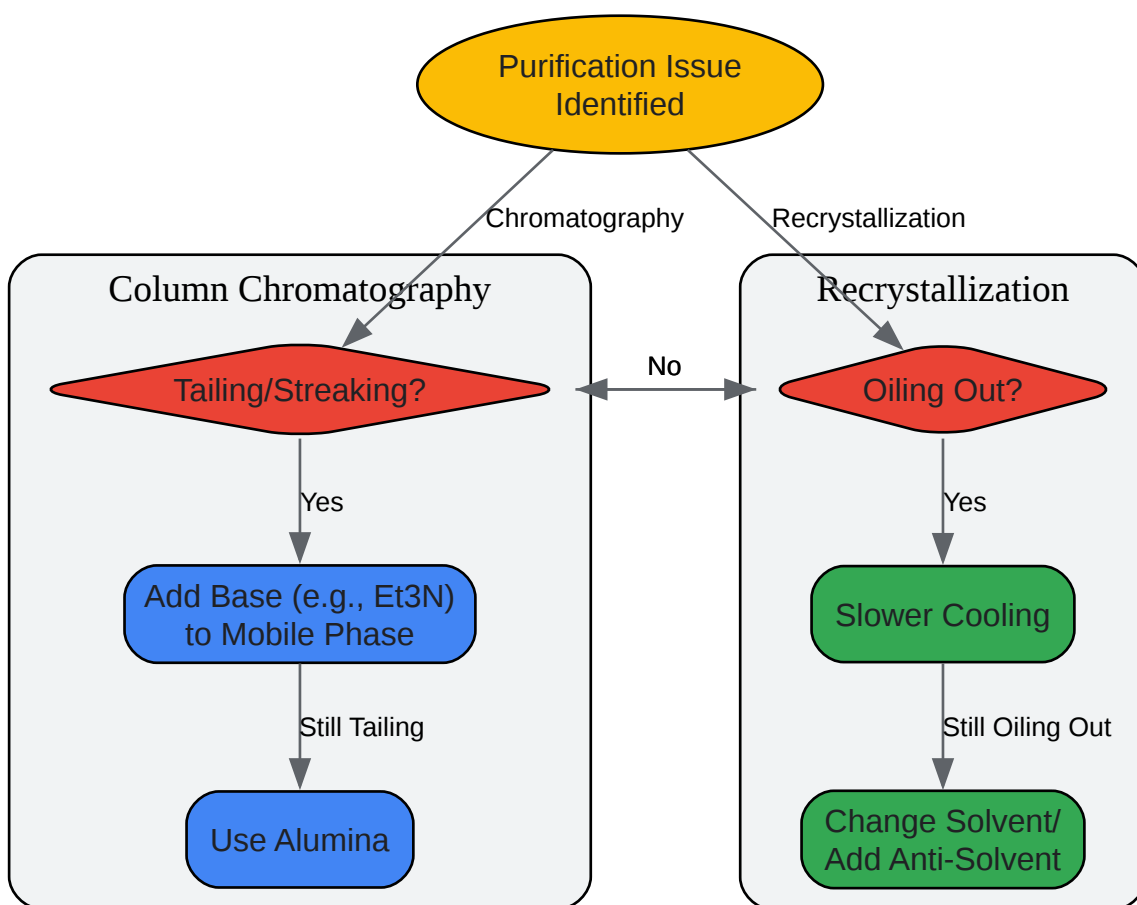 Purification Issue
Identified
Chromatography
Recrystallization
Column Chromatography
Recrystallization
Tailing/Streaking?
No
Oiling Out?
Yes
Yes
Add Base (e.g., Et3N)
to Mobile Phase
Slower Cooling
Still Tailing
Still Oiling Out
Use Alumina
Change Solvent/
Add Anti-Solvent